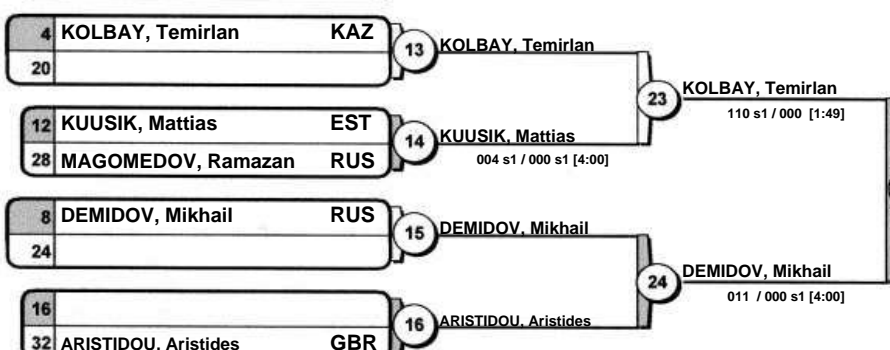 4 KOLBAY, Temirlan KAZ
20
13 KOLBAY, Temirlan
12 KUUSIK, Mattias EST
28 MAGOMEDOV, Ramazan RUS
14 KUUSIK, Mattias
004 s1 / 000 s1 [4:00]
23 KOLBAY, Temirlan
110 s1 / 000 [1:49]
8 DEMIDOV, Mikhail RUS
24
15 DEMIDOV, Mikhail
16
32 ARISTIDOU, Aristides GBR
16 ARISTIDOU, Aristides
24 DEMIDOV, Mikhail
011 / 000 s1 [4:00]